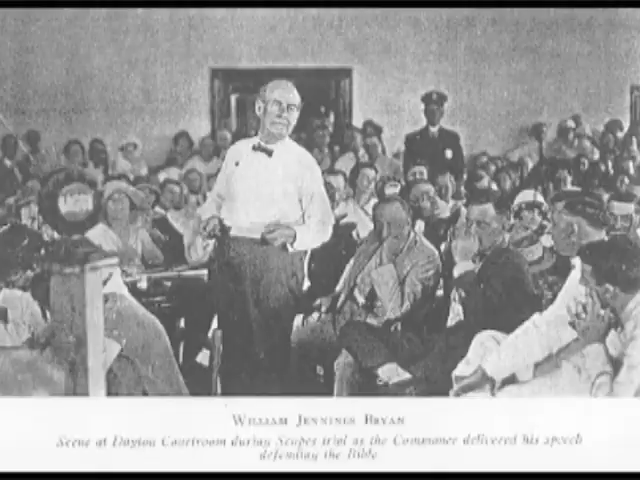 WILLIAM JENNINGS BRYAN
Scene at Dayton Courtroom during Scopes trial as the Commoner delivered his speech
defending the Bible